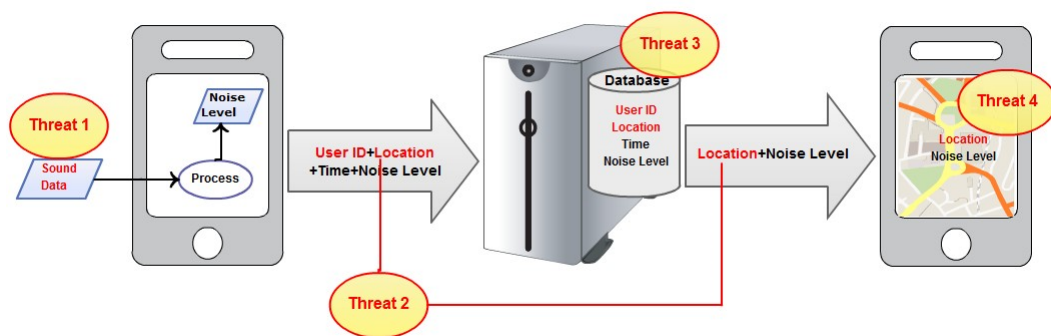 Threat 1
Sound
Data
Noise
Level
Process
User ID+Location
+Time+Noise Level
Threat 2
Threat 3
Database
User ID
Location
Time
Noise Level
Location+Noise Level
Threat 4
Location
Noise Level